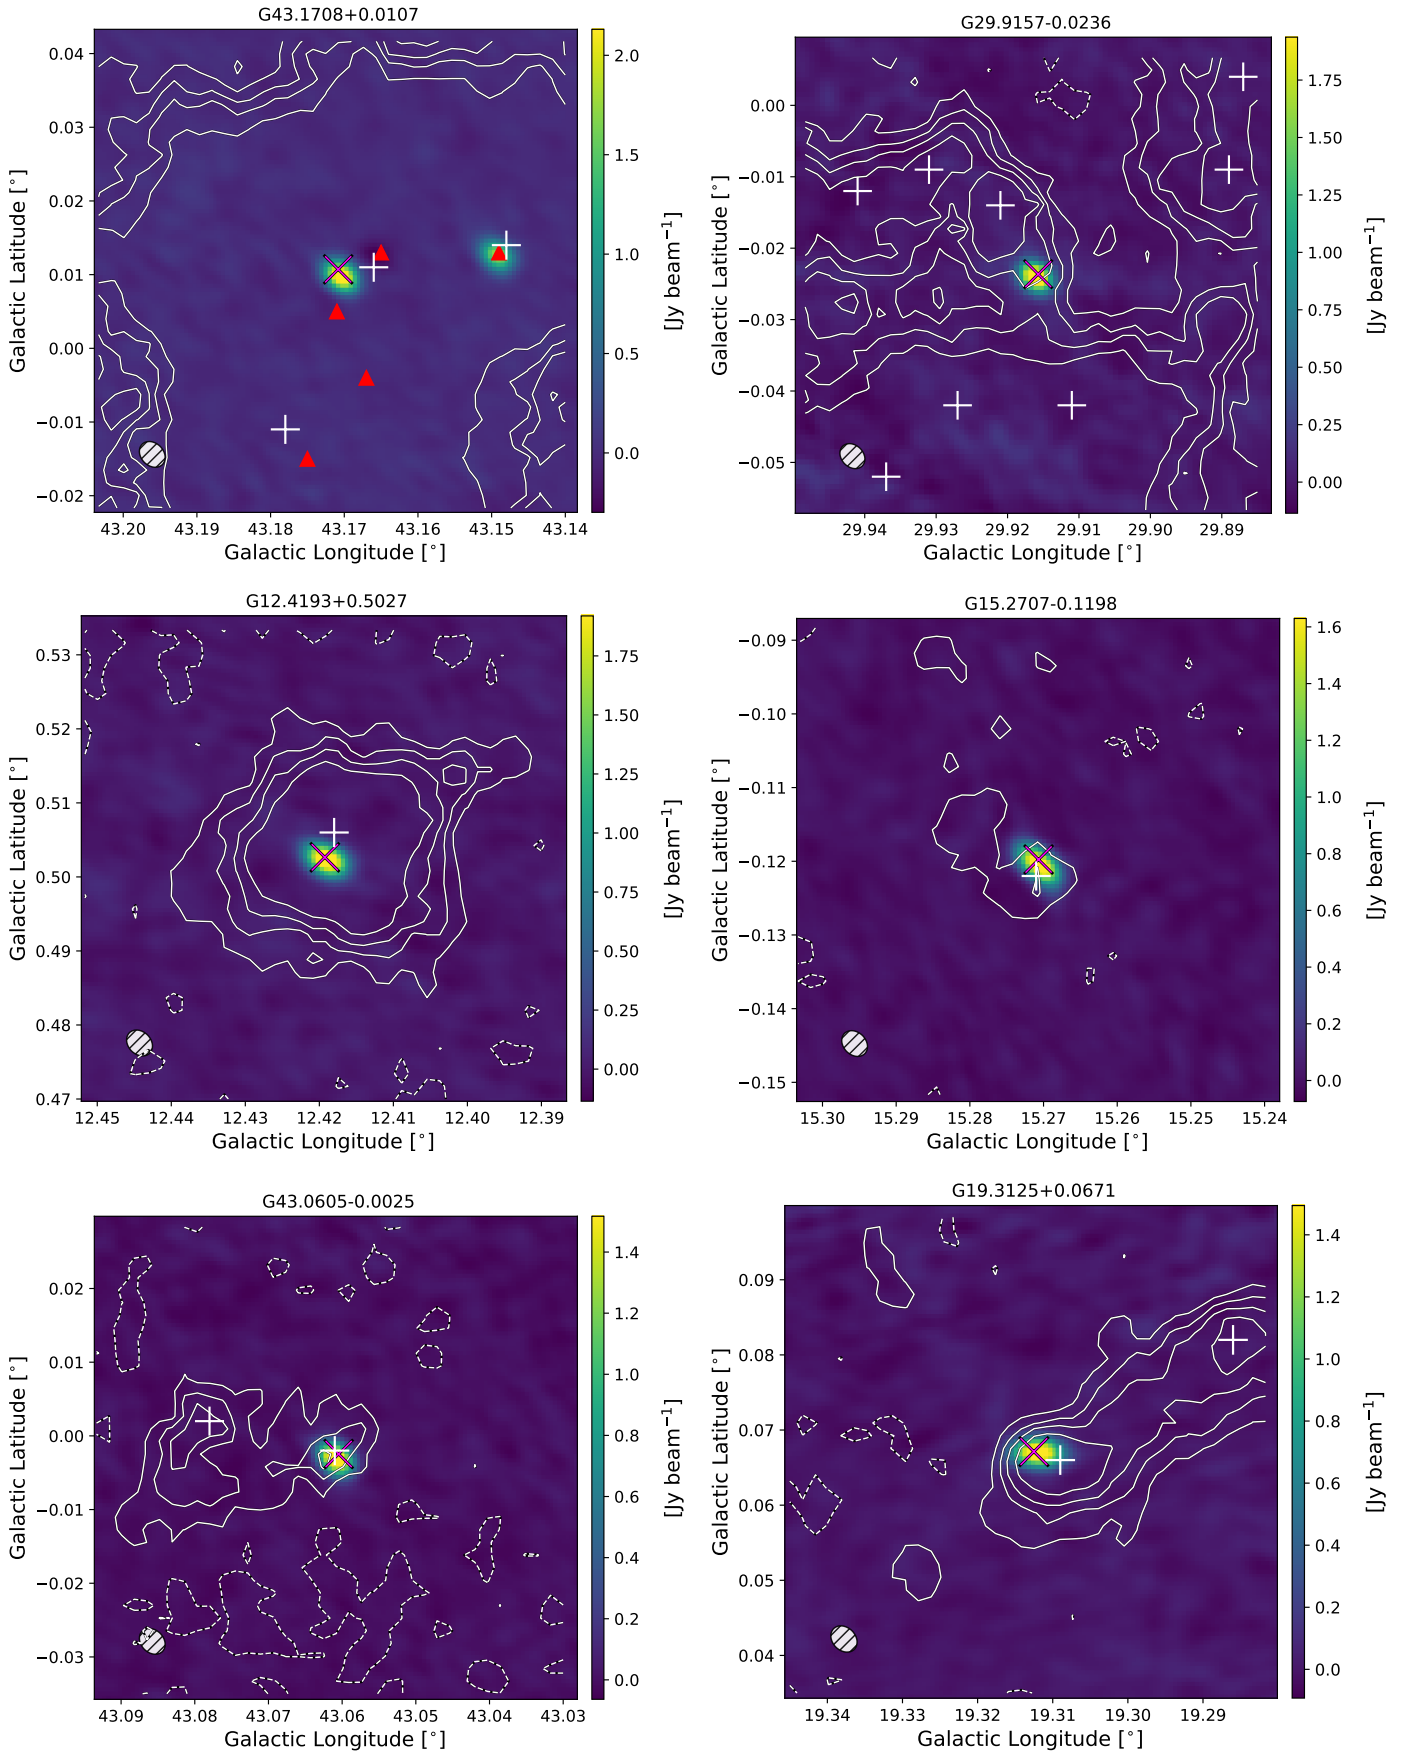 G43.1708+0.0107
0.04
0.03
0.02
0.01
0.00
−0.01
−0.02
Galactic Latitude [°]
43.20 43.19 43.18 43.17 43.16 43.15 43.14
Galactic Longitude [°]
2.0
1.5
1.0
0.5
0.0
[Jy beam−1]
G29.9157-0.0236
0.00
−0.01
−0.02
−0.03
−0.04
−0.05
Galactic Latitude [°]
29.94 29.93 29.92 29.91 29.90 29.89
Galactic Longitude [°]
1.75
1.50
1.25
1.00
0.75
0.50
0.25
0.00
[Jy beam−1]
G12.4193+0.5027
0.53
0.52
0.51
0.50
0.49
0.48
0.47
Galactic Latitude [°]
12.45 12.44 12.43 12.42 12.41 12.40 12.39
Galactic Longitude [°]
1.75
1.50
1.25
1.00
0.75
0.50
0.25
0.00
[Jy beam−1]
G15.2707-0.1198
−0.09
−0.10
−0.11
−0.12
−0.13
−0.14
−0.15
Galactic Latitude [°]
15.30 15.29 15.28 15.27 15.26 15.25 15.24
Galactic Longitude [°]
1.6
1.4
1.2
1.0
0.8
0.6
0.4
0.2
0.0
[Jy beam−1]
G43.0605-0.0025
0.02
0.01
0.00
−0.01
−0.02
−0.03
Galactic Latitude [°]
43.09 43.08 43.07 43.06 43.05 43.04 43.03
Galactic Longitude [°]
1.4
1.2
1.0
0.8
0.6
0.4
0.2
0.0
[Jy beam−1]
G19.3125+0.0671
0.09
0.08
0.07
0.06
0.05
0.04
Galactic Latitude [°]
19.34 19.33 19.32 19.31 19.30 19.29
Galactic Longitude [°]
1.4
1.2
1.0
0.8
0.6
0.4
0.2
0.0
[Jy beam−1]